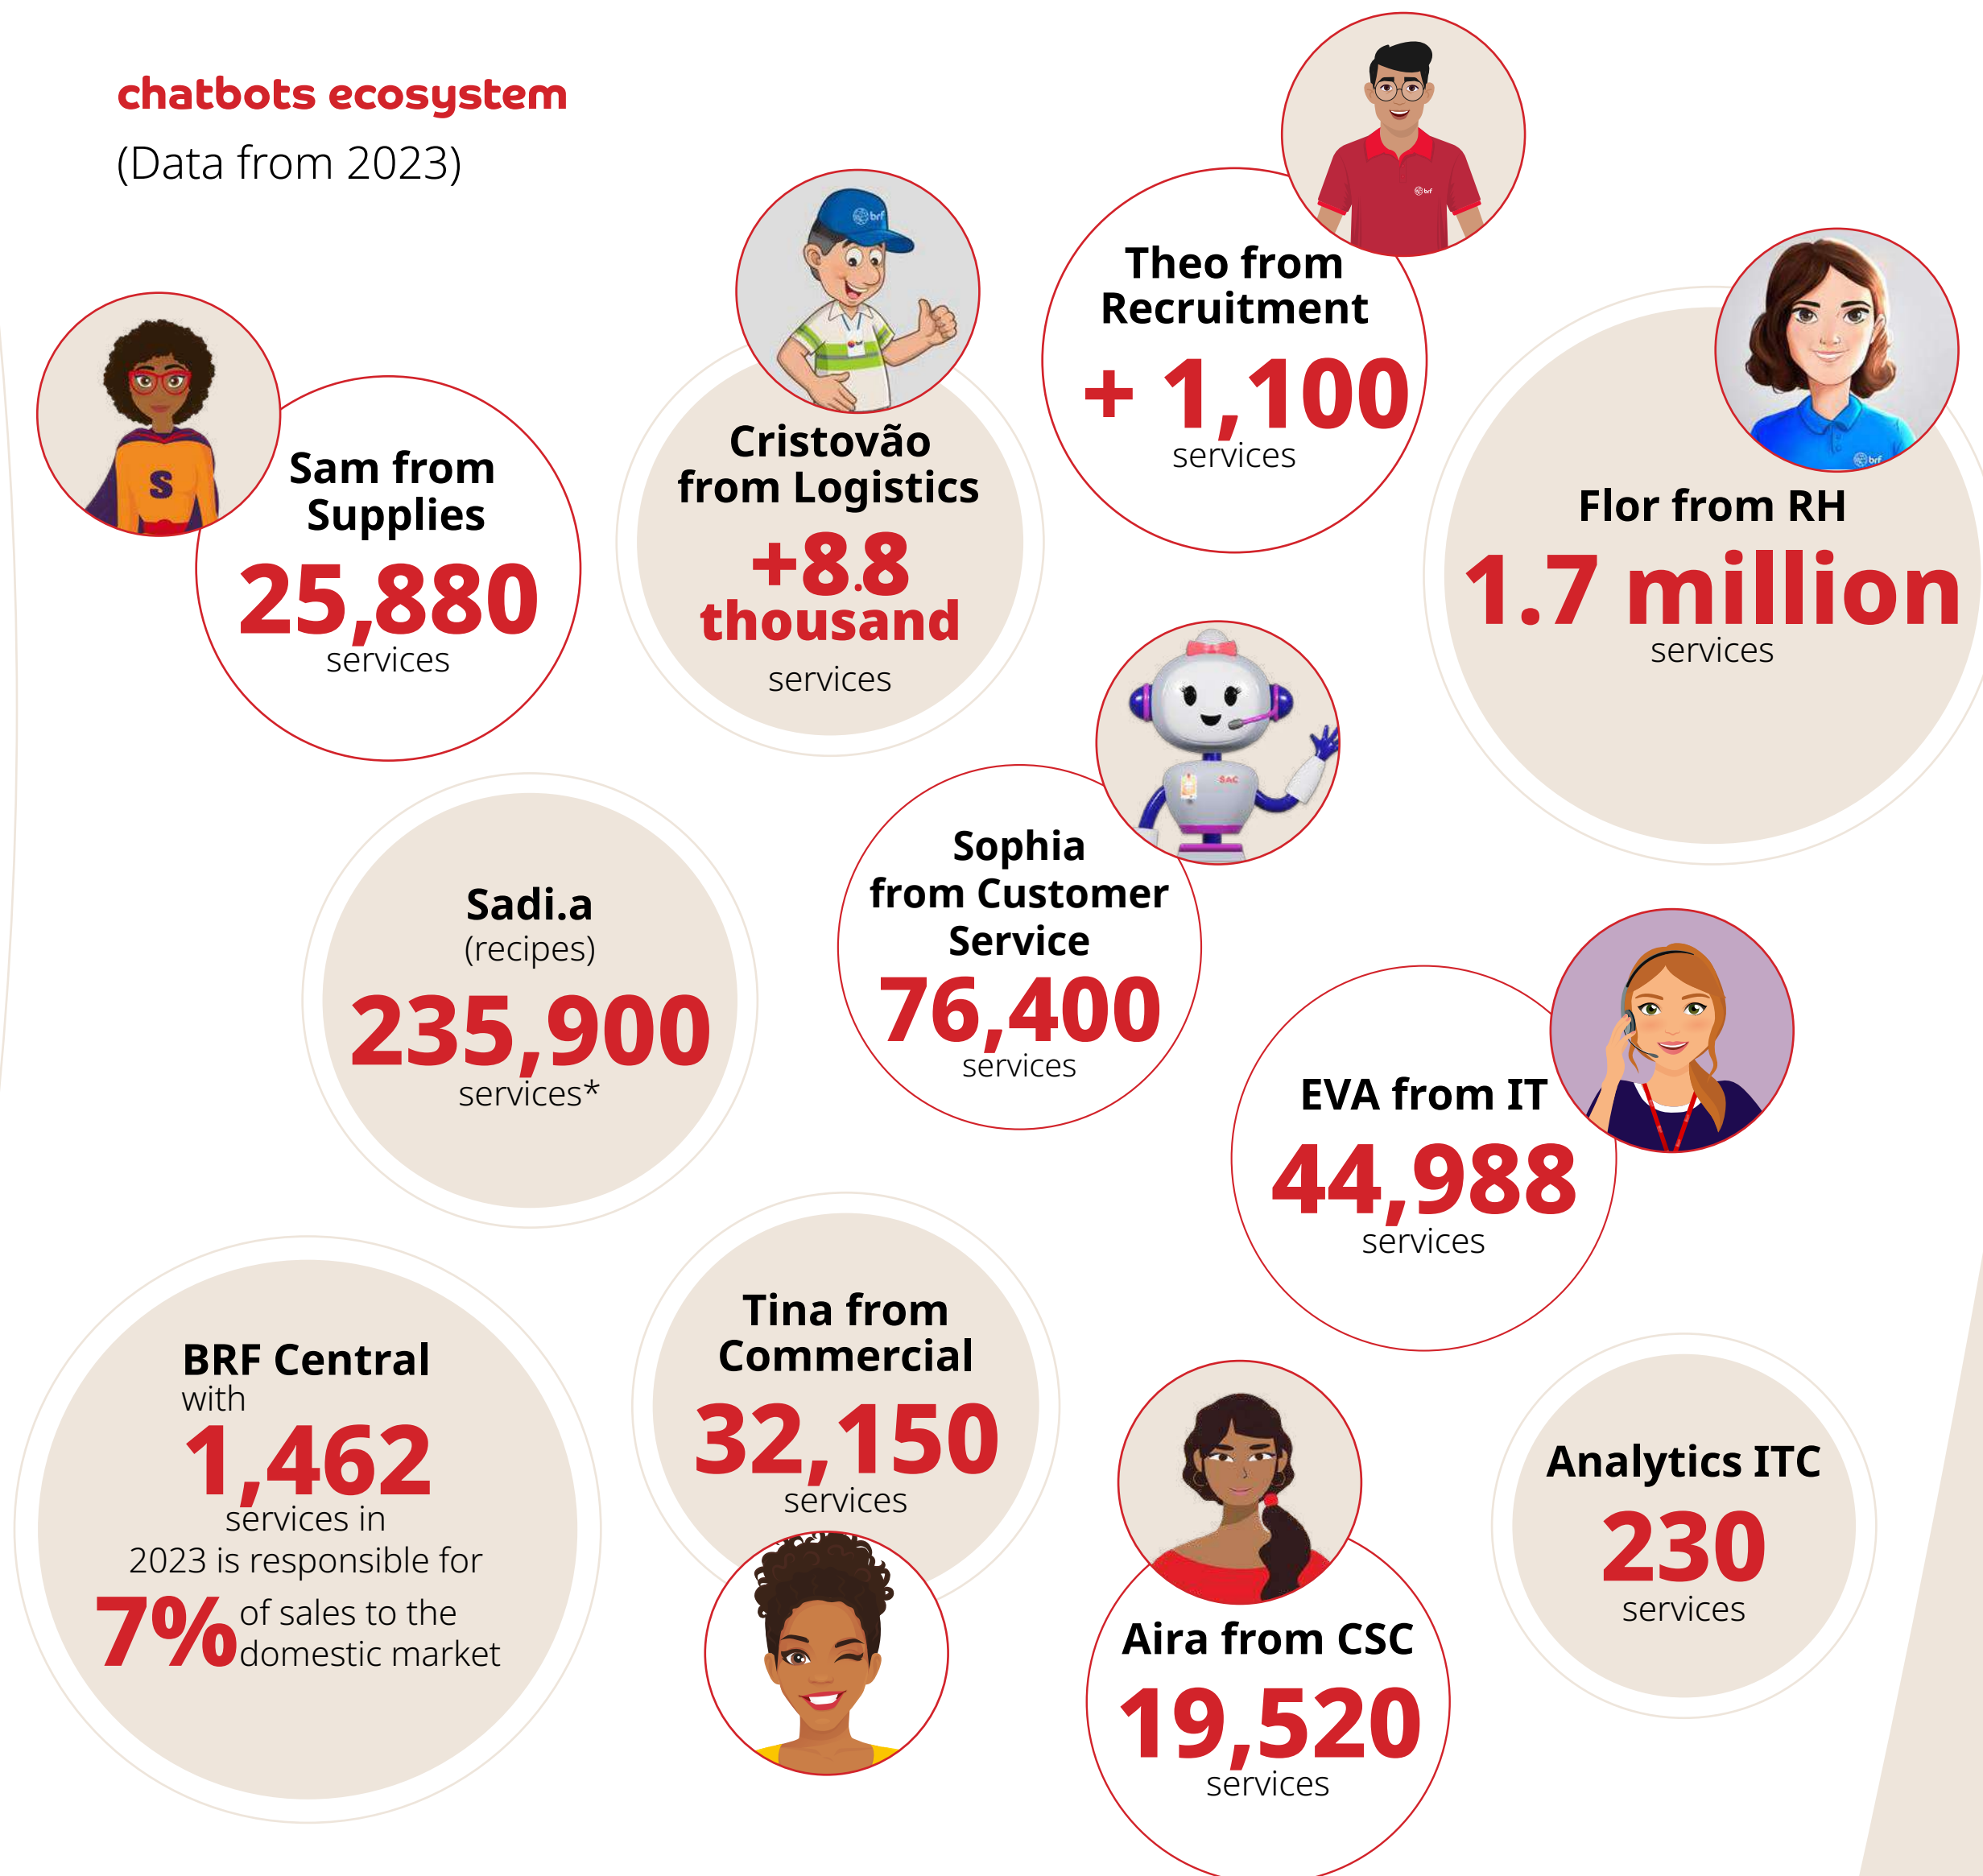 chatbots ecosystem
(Data from 2023)
brf
Theo from
Recruitment
+ 1,100
services
brf
Cristovão
from Logistics
+8.8
thousand
services
S
Sam from
Supplies
25,880
services
brf
Flor from RH
1.7 million
services
SAC
Sophia
from Customer
Service
76,400
services
Sadi.a
(recipes)
235,900
services*
EVA from IT
44,988
services
BRF Central
with
1,462
services in
2023 is responsible for
7% of sales to the
domestic market
Tina from
Commercial
32,150
services
Aira from CSC
19,520
services
Analytics ITC
230
services